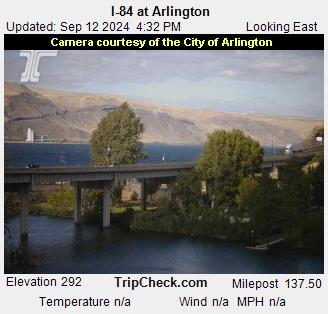 I-84 at Arlington
Updated: Sep 12 2024 4:32 PM Looking East
Camera courtesy of the City of Arlington
Elevation 292 TripCheck.com Milepost 137.50
Temperature n/a Wind n/a MPH n/a